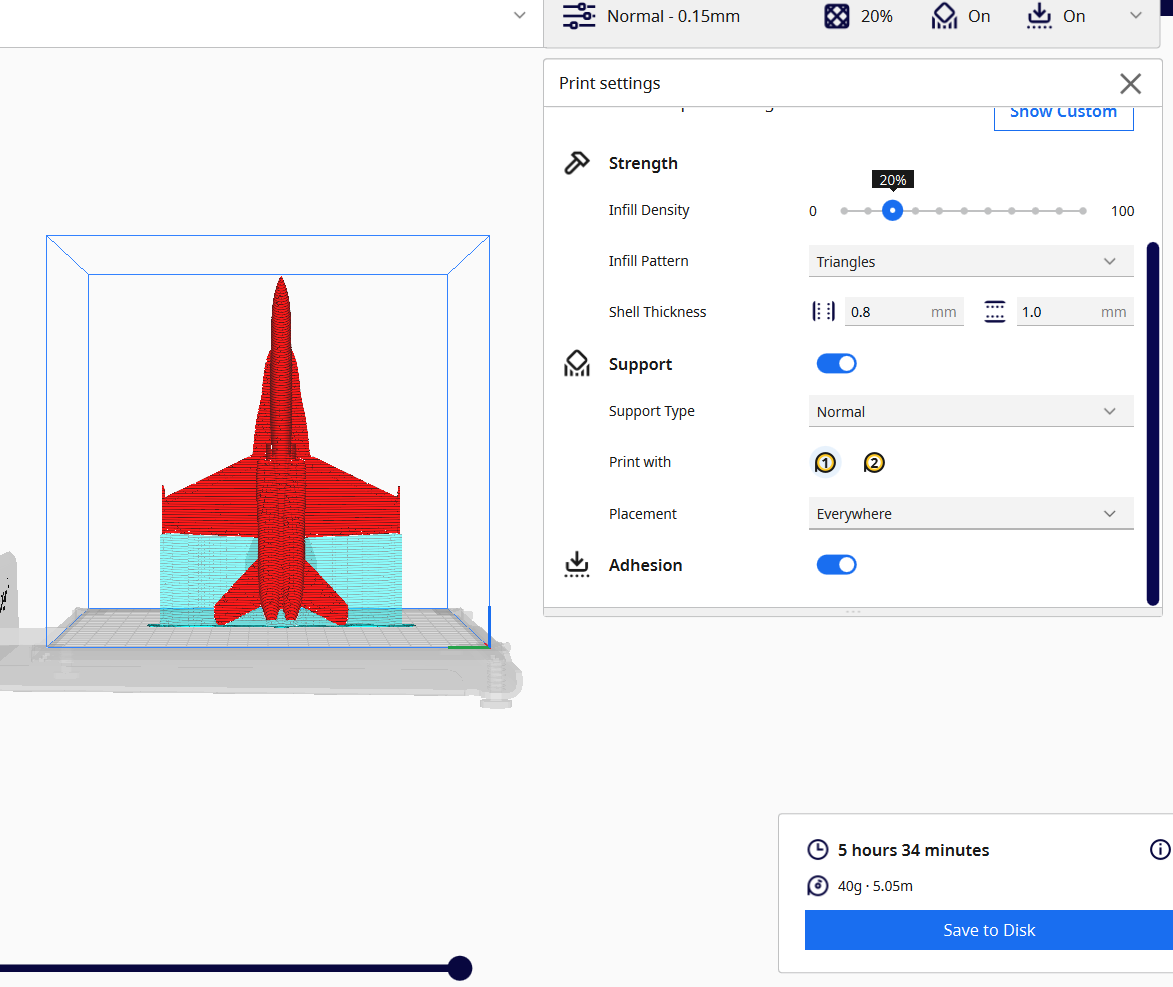 Normal - 0.15mm 20% On On
Print settings
Show Custom
Strength
20%
Infill Density 0 100
Infill Pattern Triangles
Shell Thickness 0.8 mm 1.0 mm
Support
Support Type Normal
Print with 1 2
Placement Everywhere
Adhesion
5 hours 34 minutes
40g · 5.05m
Save to Disk